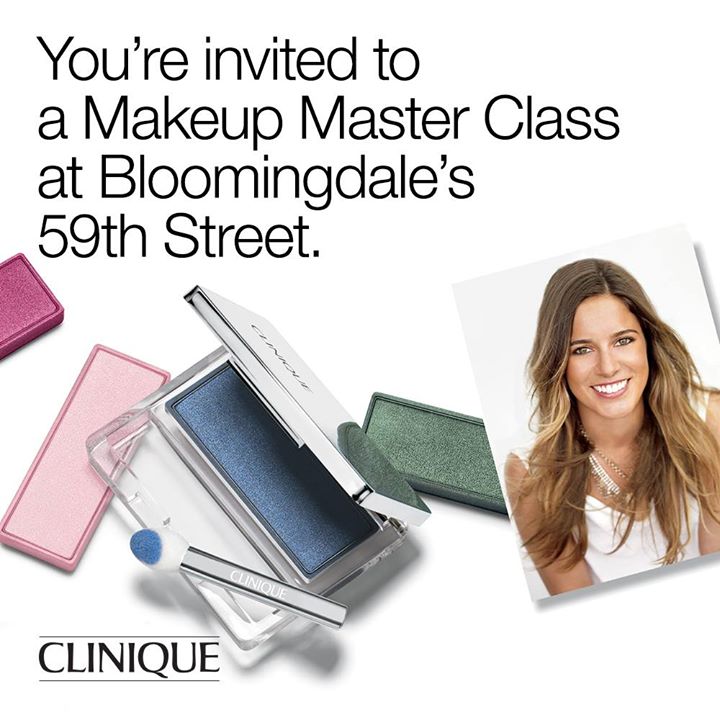 You’re invited to
a Makeup Master Class
at Bloomingdale’s
59th Street.
CLINIQUE
CLINIQUE
CLINIQUE